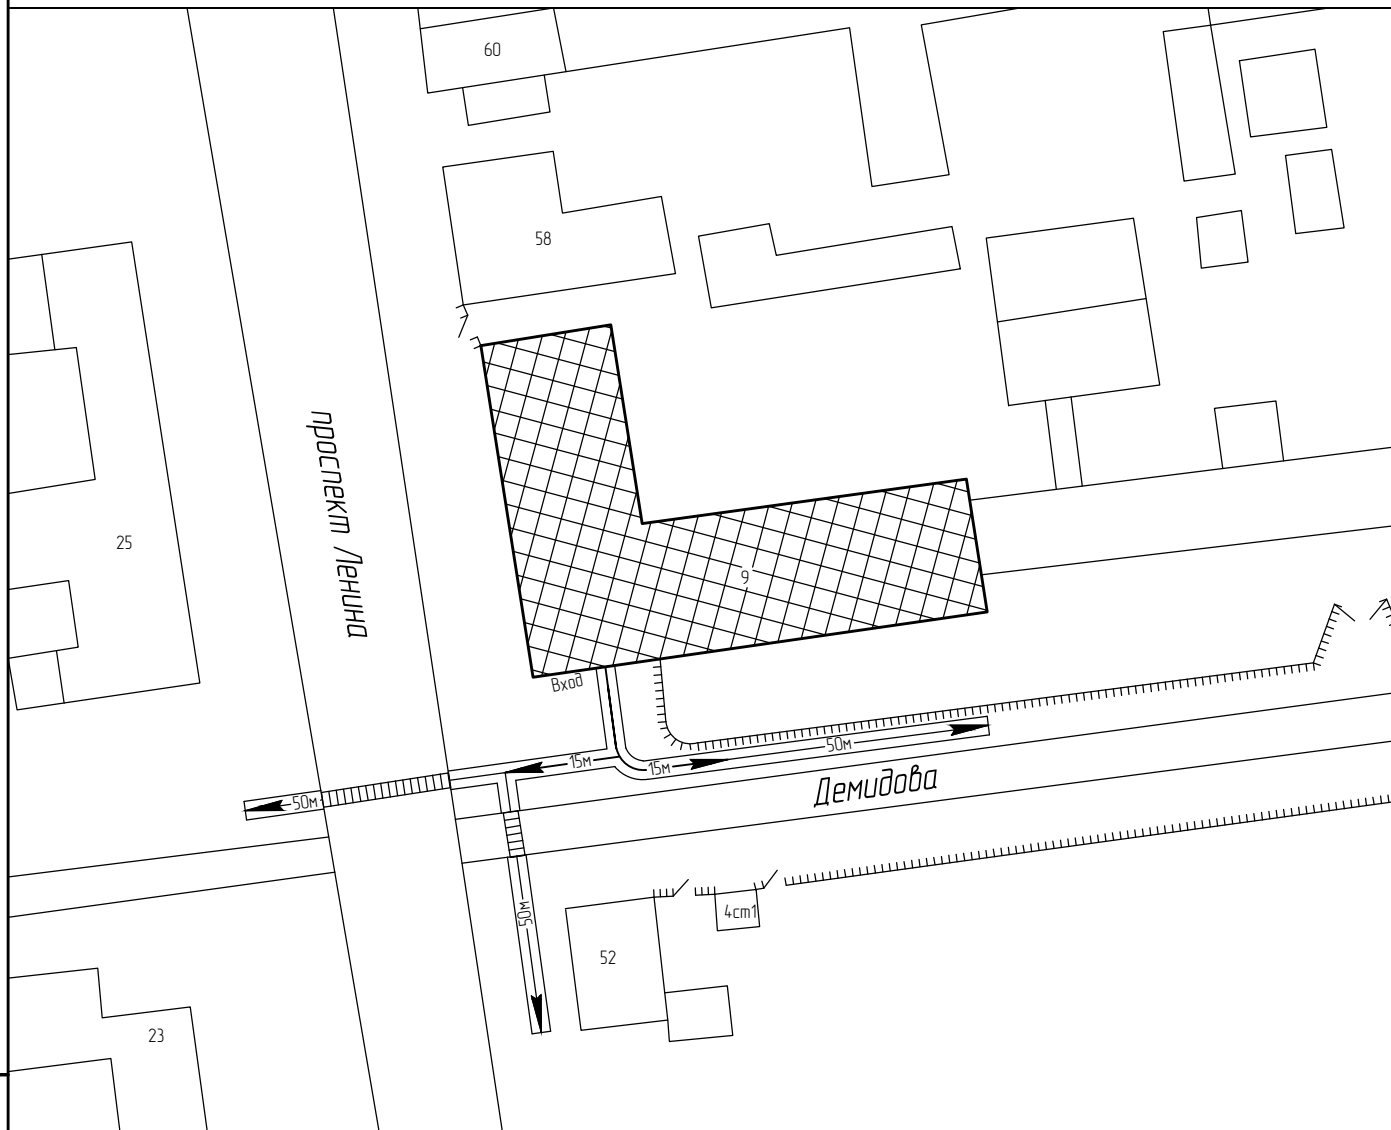 60
58
проспект Ленина
25
9
Вход
15м
15м
50м
50м
Демидова
50м
4ст1
52
23